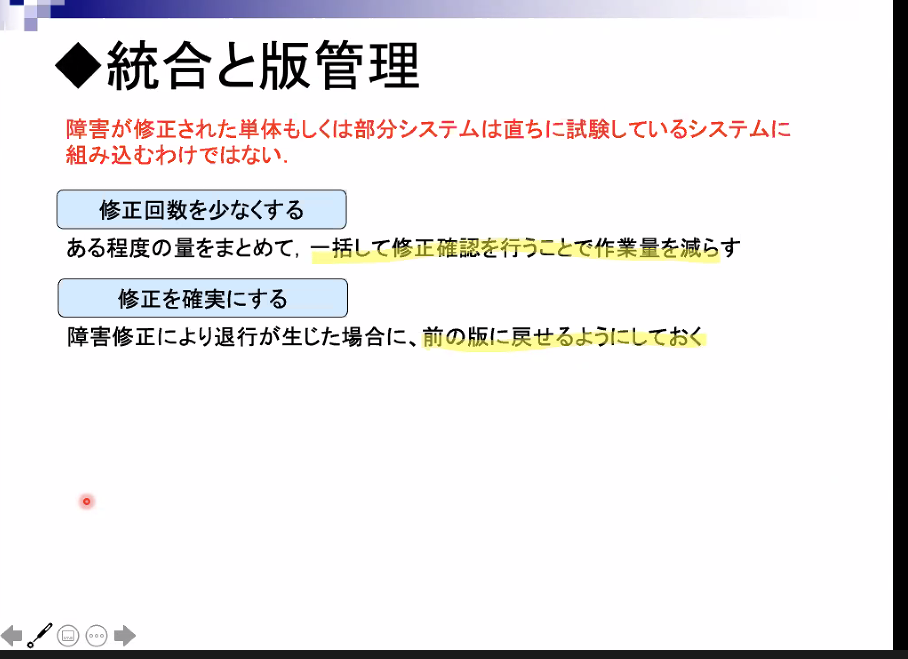 ◆統合と版管理
障害が修正された単体もしくは部分システムは直ちに試験しているシステムに
組み込むわけではない.
修正回数を少なくする
ある程度の量をまとめて, 一括して修正確認を行うことで作業量を減らす
修正を確実にする
障害修正により退行が生じた場合に、前の版に戻せるようにしておく